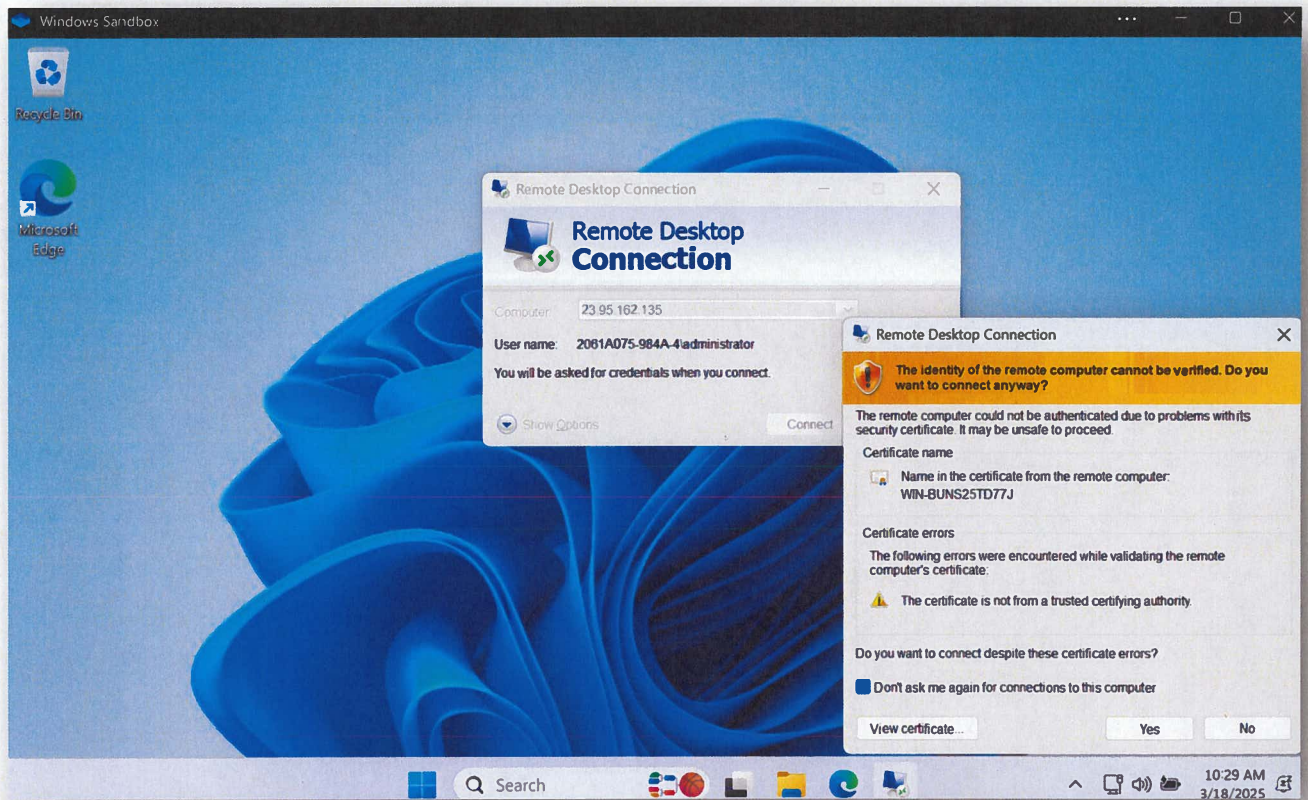 Windows Sandbox
Recycle Bin
Microsoft
Edge
Remote Desktop Connection
Remote Desktop
Connection
Computer:
23.95.162.135
User name:
2061A075-984A-4\administrator
You will be asked for credentials when you connect.
Show Options
Connect
Remote Desktop Connection
The identity of the remote computer cannot be verified. Do you
want to connect anyway?
The remote computer could not be authenticated due to problems with its
security certificate. It may be unsafe to proceed.
Certificate name
Name in the certificate from the remote computer:
WIN-BUNS25TD77J
Certificate errors
The following errors were encountered while validating the remote
computer's certificate:
The certificate is not from a trusted certifying authority.
Do you want to connect despite these certificate errors?
Don't ask me again for connections to this computer
View certificate...
Yes
No
Search
10:29 AM
3/18/2025